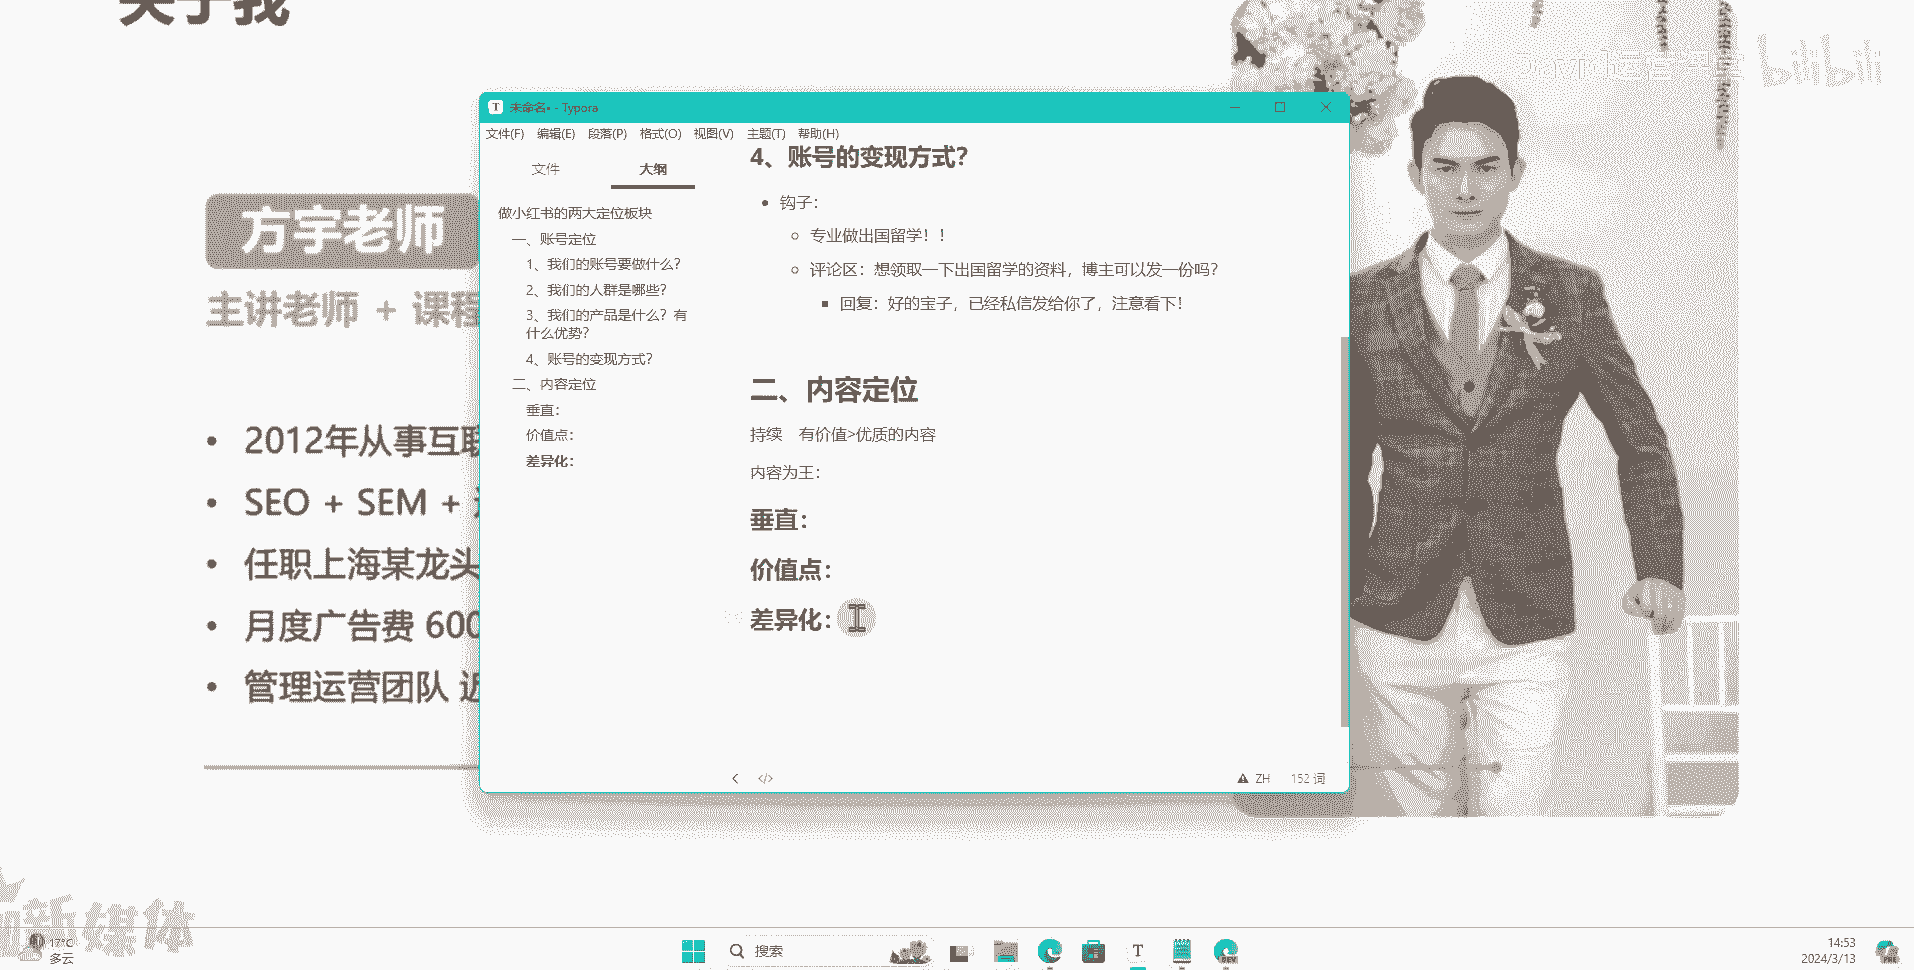 关于我
运营课堂 bilibili
方宇老师
主讲老师 + 课程
• 2012年从事互联
• SEO + SEM +
• 任职上海某龙头
• 月度广告费 600
• 管理运营团队 近
未命名• - Typora
文件(F) 编辑(E) 段落(P) 格式(O) 视图(V) 主题(T) 帮助(H)
文件 大纲
做小红书的两大定位板块
一、账号定位
1、我们的账号要做什么？
2、我们的人群是哪些？
3、我们的产品是什么？有
什么优势？
4、账号的变现方式？
二、内容定位
垂直：
价值点：
差异化：
4、账号的变现方式？
• 钩子：
专业做出国留学！！
评论区：想领取一下出国留学的资料，博主可以发一份吗？
回复：好的宝子，已经私信发给你了，注意看下！
二、内容定位
持续 有价值>优质的内容
内容为王：
垂直：
价值点：
差异化：
ZH 152 词
新媒体
17°C
多云
搜索
T
DEV
14:53
2024/3/13
PRE